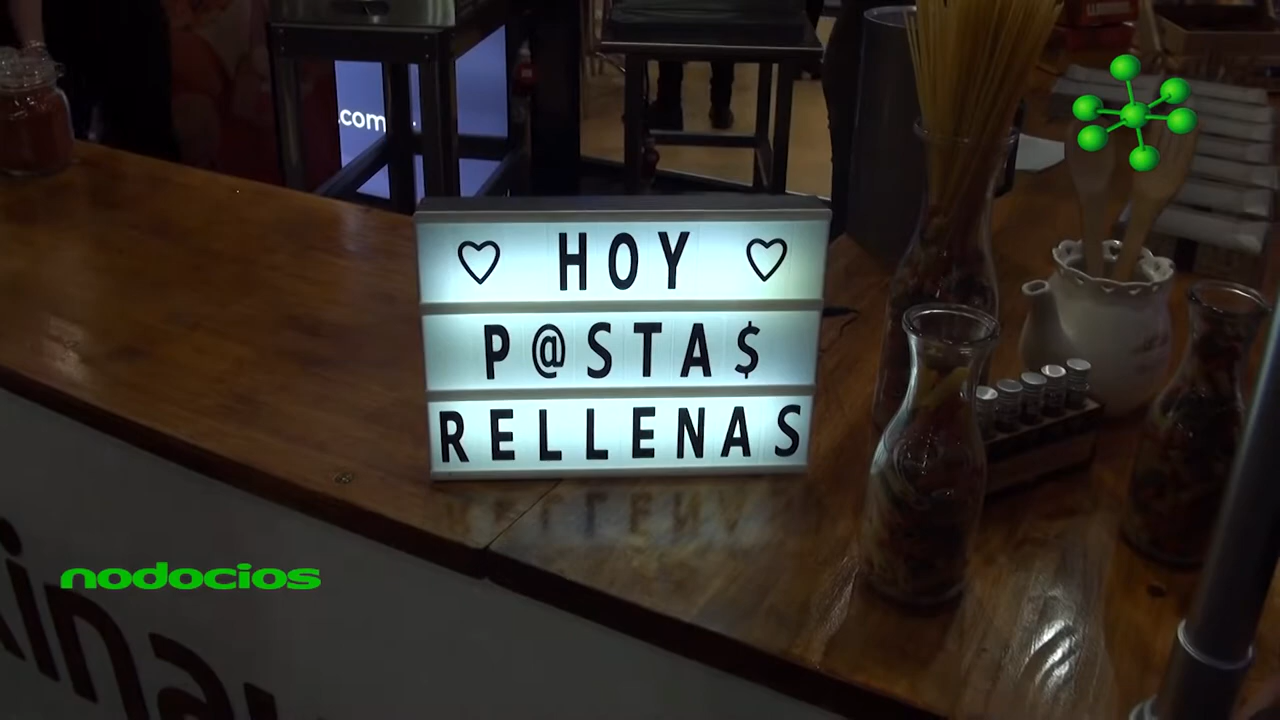 .com
♡ HOY ♡
P@STA$
RELLENAS
nodocios